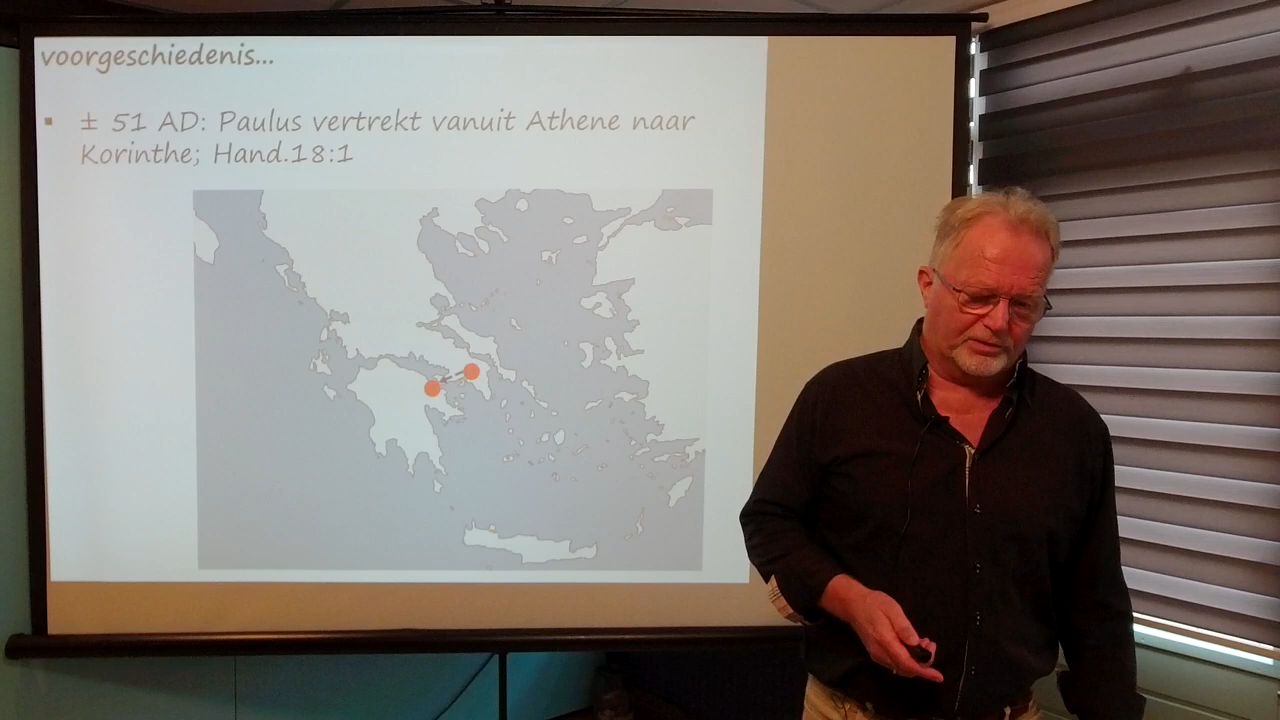 voorgeschiedenis...
± 51 AD: Paulus vertrekt vanuit Athene naar
Korinthe; Hand.18:1